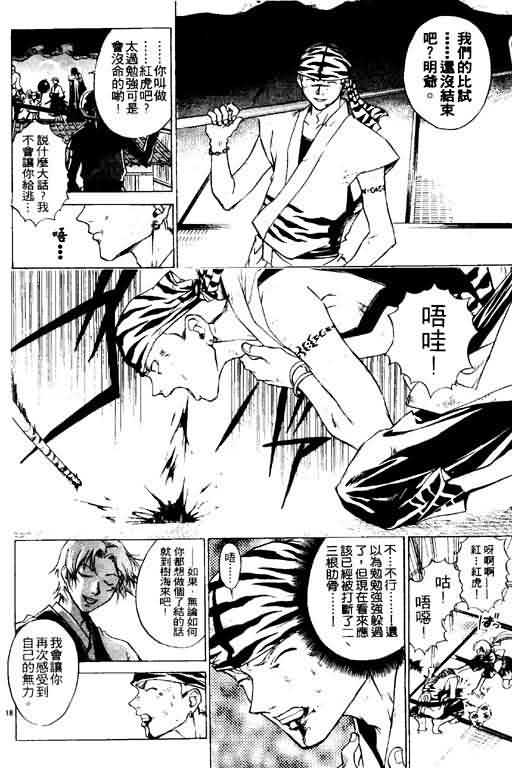 我們的比試
……還沒結束
吧？明爺。
……你叫做
……紅虎吧？
太過勉強可是
會沒命的喲！
說什麼大話？我
不會讓你給逃…
唔…
唔哇！
呀啊啊！
紅…紅虎！
咕！
唔噁！
不…不行……還
以為勉勉強強躲過
了，但現在看來應
該已經被打斷了二
三根肋骨。
唔…
如果，無論如何
你都想做個了結的話
就到樹海來吧！
我會讓你
再次感受到
自己的無力。
18